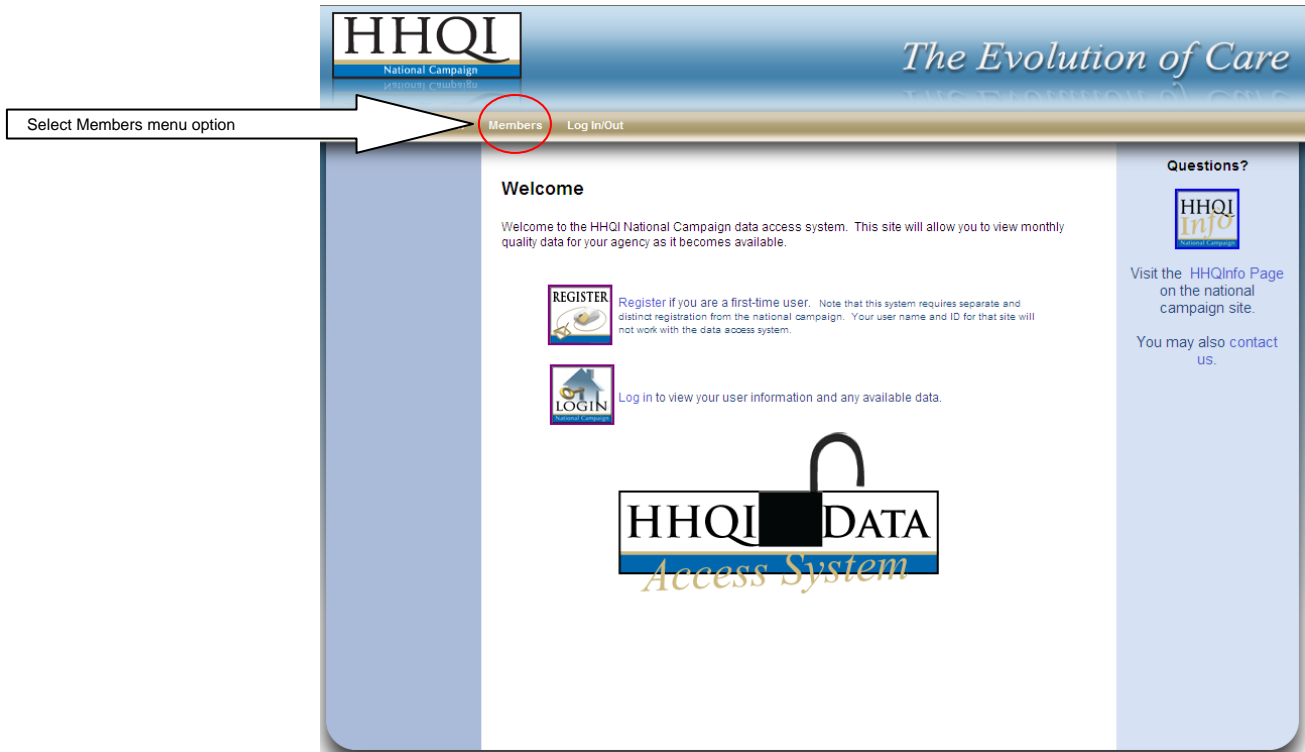 HHQI
National Campaign
The Evolution of Care
Select Members menu option
Members Log In/Out
Welcome
Welcome to the HHQI National Campaign data access system. This site will allow you to view monthly
quality data for your agency as it becomes available.
REGISTER
Register if you are a first-time user. Note that this system requires separate and
distinct registration from the national campaign. Your user name and ID for that site will
not work with the data access system.
LOGIN
National Campaign
Log in to view your user information and any available data.
HHQI DATA
Access System
Questions?
HHQI
Info
National Campaign
Visit the HHQInfo Page
on the national
campaign site.
You may also contact
us.